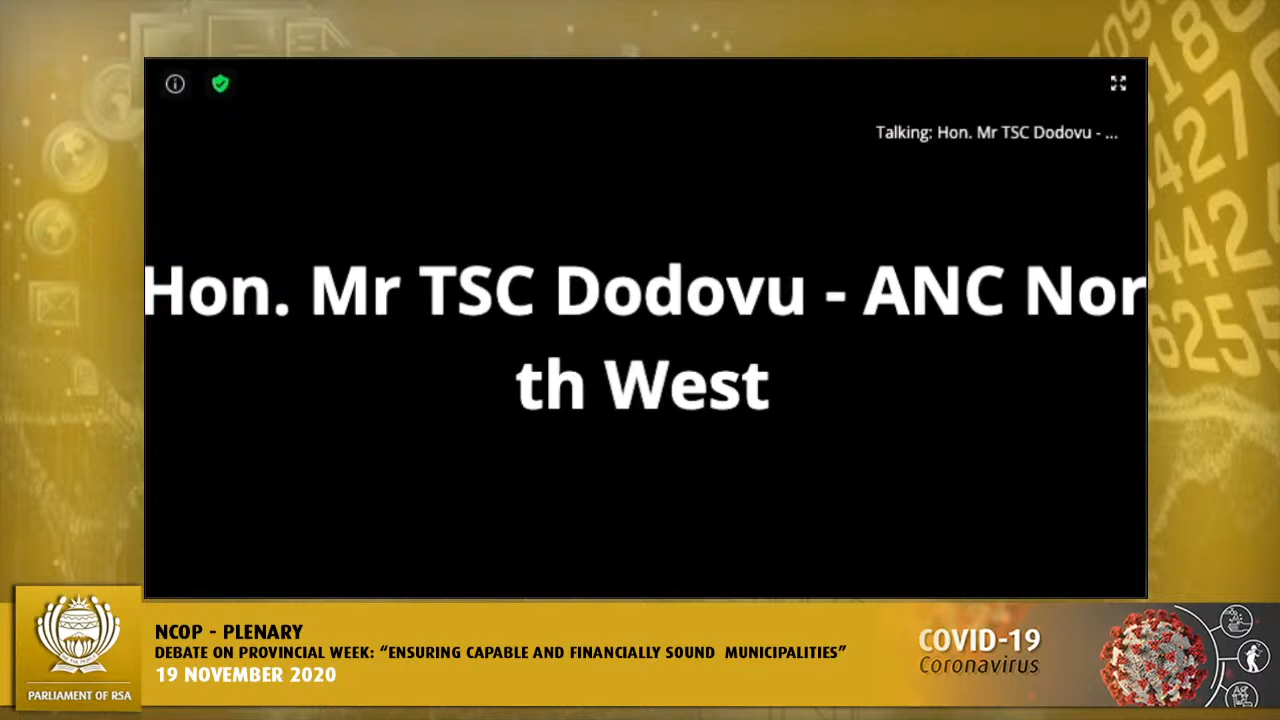 Talking: Hon. Mr TSC Dodovu - ...
Hon. Mr TSC Dodovu - ANC Nor
th West
NCOP - PLENARY
DEBATE ON PROVINCIAL WEEK: “ENSURING CAPABLE AND FINANCIALLY SOUND MUNICIPALITIES”
19 NOVEMBER 2020
PARLIAMENT OF RSA
COVID-19
Coronavirus